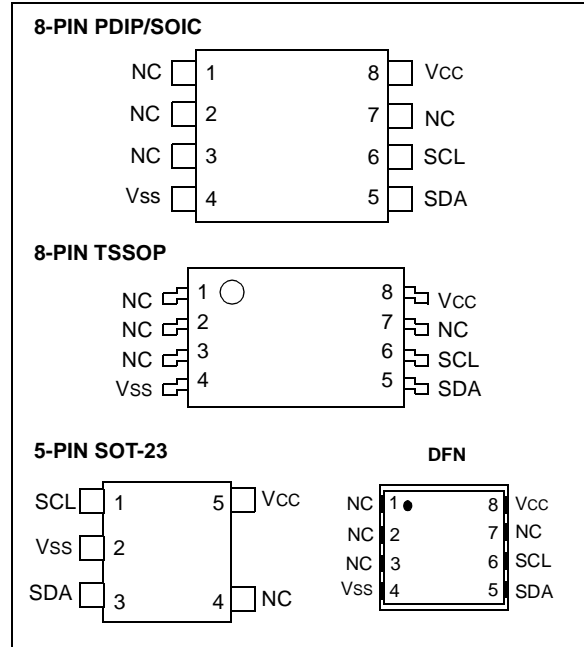 8-PIN PDIP/SOIC
NC 1 8 VCC
NC 2 7 NC
NC 3 6 SCL
VSS 4 5 SDA
8-PIN TSSOP
NC 1 8 VCC
NC 2 7 NC
NC 3 6 SCL
VSS 4 5 SDA
5-PIN SOT-23
SCL 1 5 VCC
VSS 2
SDA 3 4 NC
DFN
NC 1 8 VCC
NC 2 7 NC
NC 3 6 SCL
VSS 4 5 SDA